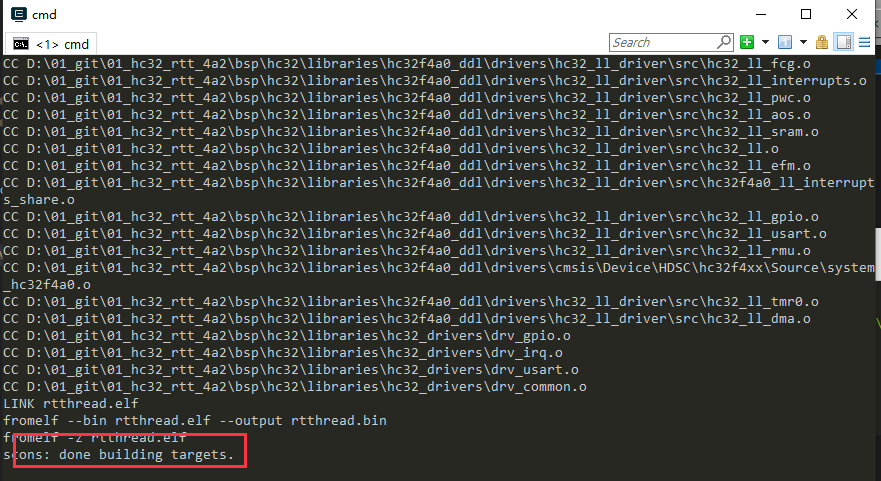 cmd
<1> cmd
Search
CC D:\01_git\01_hc32_rtt_4a2\bsp\hc32\libraries\hc32f4a0_ddl\drivers\hc32_ll_driver\src\hc32_ll_fcg.o
CC D:\01_git\01_hc32_rtt_4a2\bsp\hc32\libraries\hc32f4a0_ddl\drivers\hc32_ll_driver\src\hc32_ll_interrupts.o
CC D:\01_git\01_hc32_rtt_4a2\bsp\hc32\libraries\hc32f4a0_ddl\drivers\hc32_ll_driver\src\hc32_ll_pwc.o
CC D:\01_git\01_hc32_rtt_4a2\bsp\hc32\libraries\hc32f4a0_ddl\drivers\hc32_ll_driver\src\hc32_ll_aos.o
CC D:\01_git\01_hc32_rtt_4a2\bsp\hc32\libraries\hc32f4a0_ddl\drivers\hc32_ll_driver\src\hc32_ll_sram.o
CC D:\01_git\01_hc32_rtt_4a2\bsp\hc32\libraries\hc32f4a0_ddl\drivers\hc32_ll_driver\src\hc32_ll.o
CC D:\01_git\01_hc32_rtt_4a2\bsp\hc32\libraries\hc32f4a0_ddl\drivers\hc32_ll_driver\src\hc32_ll_efm.o
CC D:\01_git\01_hc32_rtt_4a2\bsp\hc32\libraries\hc32f4a0_ddl\drivers\hc32_ll_driver\src\hc32f4a0_ll_interrupt
s_share.o
CC D:\01_git\01_hc32_rtt_4a2\bsp\hc32\libraries\hc32f4a0_ddl\drivers\hc32_ll_driver\src\hc32_ll_gpio.o
CC D:\01_git\01_hc32_rtt_4a2\bsp\hc32\libraries\hc32f4a0_ddl\drivers\hc32_ll_driver\src\hc32_ll_usart.o
CC D:\01_git\01_hc32_rtt_4a2\bsp\hc32\libraries\hc32f4a0_ddl\drivers\hc32_ll_driver\src\hc32_ll_rmu.o
CC D:\01_git\01_hc32_rtt_4a2\bsp\hc32\libraries\hc32f4a0_ddl\drivers\cmsis\Device\HDSC\hc32f4xx\Source\system
_hc32f4a0.o
CC D:\01_git\01_hc32_rtt_4a2\bsp\hc32\libraries\hc32f4a0_ddl\drivers\hc32_ll_driver\src\hc32_ll_tmr0.o
CC D:\01_git\01_hc32_rtt_4a2\bsp\hc32\libraries\hc32f4a0_ddl\drivers\hc32_ll_driver\src\hc32_ll_dma.o
CC D:\01_git\01_hc32_rtt_4a2\bsp\hc32\libraries\hc32_drivers\drv_gpio.o
CC D:\01_git\01_hc32_rtt_4a2\bsp\hc32\libraries\hc32_drivers\drv_irq.o
CC D:\01_git\01_hc32_rtt_4a2\bsp\hc32\libraries\hc32_drivers\drv_usart.o
CC D:\01_git\01_hc32_rtt_4a2\bsp\hc32\libraries\hc32_drivers\drv_common.o
LINK rtthread.elf
fromelf --bin rtthread.elf --output rtthread.bin
fromelf -z rtthread.elf
scons: done building targets.